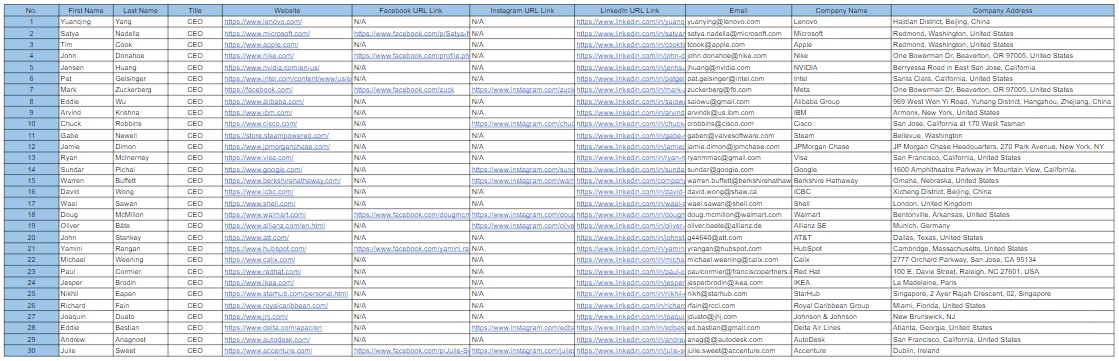 No. First Name Last Name Title Website Facebook URL Link Instagram URL Link LinkedIn URL Link Email Company Name Company Address
1 Yuanqing Yang CEO https://www.lenovo.com/ N/A N/A https://www.linkedin.com/in/yuanq yuanying@lenovo.com Lenovo Haidian District, Beijing, China
2 Satya Nadella CEO https://www.microsoft.com/ https://www.facebook.com/p/Satya-N N/A https://www.linkedin.com/in/satya satya.nadella@microsoft.com Microsoft Redmond, Washington, United States
3 Tim Cook CEO https://www.apple.com/ N/A N/A https://www.linkedin.com/in/cookti tcook@apple.com Apple Redmond, Washington, United States
4 John Donahoe CEO https://www.nike.com/ https://www.facebook.com/profile.ph N/A https://www.linkedin.com/in/john-d john.donahoe@nike.com Nike One Bowerman Dr, Beaverton, OR 97005, United States
5 Jensen Huang CEO https://www.nvidia.com/en-us/ N/A N/A https://www.linkedin.com/in/jenhs jhuang@nvidia.com NVIDIA Berryessa Road in East San Jose, California
6 Pat Gelsinger CEO https://www.intel.com/content/www/us/e N/A N/A https://www.linkedin.com/in/patgel pat.gelsinger@intel.com Intel Santa Clara, California, United States
7 Mark Zuckerberg CEO https://facebook.com/ https://www.facebook.com/zuck https://www.instagram.com/zuck https://www.linkedin.com/in/mark-z zuckerberg@fb.com Meta One Bowerman Dr, Beaverton, OR 97005, United States
8 Eddie Wu CEO https://www.alibaba.com/ N/A N/A https://www.linkedin.com/in/saiow saiowu@gmail.com Alibaba Group 969 West Wen Yi Road, Yuhang District, Hangzhou, Zhejiang, China
9 Arvind Krishna CEO https://www.ibm.com/ N/A N/A https://www.linkedin.com/in/arvind arvindk@us.ibm.com IBM Armonk, New York, United States
10 Chuck Robbins CEO https://www.cisco.com/ N/A https://www.instagram.com/chuc https://www.linkedin.com/in/chuck crobbins@cisco.com Cisco San Jose, California at 170 West Tasman
11 Gabe Newell CEO https://store.steampowered.com/ N/A N/A https://www.linkedin.com/in/gabe-n gaben@valvesoftware.com Steam Bellevue, Washington
12 Jamie Dimon CEO https://www.jpmorganchase.com/ N/A N/A https://www.linkedin.com/in/jamied jamie.dimon@jpmchase.com JPMorgan Chase JP Morgan Chase Headquarters, 270 Park Avenue, New York, NY
13 Ryan McInerney CEO https://www.visa.com/ N/A N/A https://www.linkedin.com/in/ryan-m ryanmmac@gmail.com Visa San Francisco, California, United States
14 Sundar Pichai CEO https://www.google.com/ N/A https://www.instagram.com/sund https://www.linkedin.com/in/sunda sundar@google.com Google 1600 Amphitheatre Parkway in Mountain View, California.
15 Warren Buffett CEO https://www.berkshirehathaway.com/ N/A https://www.instagram.com/warr https://www.linkedin.com/company warren.buffett@berkshirehathaw Berkshire Hathaway Omaha, Nebraska, United States
16 David Wong CEO https://www.icbc.com/ N/A N/A https://www.linkedin.com/in/david- david.wong@shaw.ca ICBC Xicheng District, Beijing, China
17 Wael Sawan CEO https://www.shell.com/ N/A N/A https://www.linkedin.com/in/wael-s wael.sawan@shell.com Shell London, United Kingdom
18 Doug McMillon CEO https://www.walmart.com/ https://www.facebook.com/dougmcm https://www.instagram.com/doug https://www.linkedin.com/in/dougm doug.mcmillon@walmart.com Walmart Bentonville, Arkansas, United States
19 Oliver Bäte CEO https://www.allianz.com/en.html N/A https://www.instagram.com/olive https://www.linkedin.com/in/oliver- oliver.baete@allianz.de Allianz SE Munich, Germany
20 John Stankey CEO https://www.att.com/ N/A N/A https://www.linkedin.com/in/johnst g44640@att.com AT&T Dallas, Texas, United States
21 Yamini Rangan CEO https://www.hubspot.com/ https://www.facebook.com/yamini.ra N/A https://www.linkedin.com/in/yamin yrangan@hubspot.com HubSpot Cambridge, Massachusetts, United States
22 Michael Weening CEO https://www.calix.com/ N/A N/A https://www.linkedin.com/in/micha michael.weening@calix.com Calix 2777 Orchard Parkway, San Jose, CA 95134
23 Paul Cormier CEO https://www.redhat.com/ N/A N/A https://www.linkedin.com/in/paul-c paulcormier@franciscopartners.c Red Hat 100 E. Davie Street, Raleigh, NC 27601, USA
24 Jesper Brodin CEO https://www.ikea.com/ N/A N/A https://www.linkedin.com/in/jesper jesperbrodin@ikea.com IKEA La Madeleine, Paris
25 Nikhil Eapen CEO https://www.starhub.com/personal.html N/A N/A https://www.linkedin.com/in/nikhil- nikh@starhub.com StarHub Singapore, 2 Ayer Rajah Crescent, 02, Singapore
26 Richard Fain CEO https://www.royalcaribbean.com/ N/A N/A https://www.linkedin.com/in/richard rfain@rccl.com Royal Caribbean Group Miami, Florida, United States
27 Joaquin Duato CEO https://www.jnj.com/ N/A N/A https://www.linkedin.com/in/joaqui jduato@jnj.com Johnson & Johnson New Brunswick, NJ
28 Eddie Bastian CEO https://www.delta.com/apac/en N/A https://www.instagram.com/edba https://www.linkedin.com/in/edbas ed.bastian@gmail.com Delta Air Lines Atlanta, Georgia, United States
29 Andrew Anagnost CEO https://www.autodesk.com/ N/A N/A https://www.linkedin.com/in/andre anag@@autodesk.com AutoDesk San Francisco, California, United States
30 Julie Sweet CEO https://www.accenture.com/ https://www.facebook.com/p/Julie-S https://www.instagram.com/julies https://www.linkedin.com/in/julie-s julie.sweet@accenture.com Accenture Dublin, Ireland